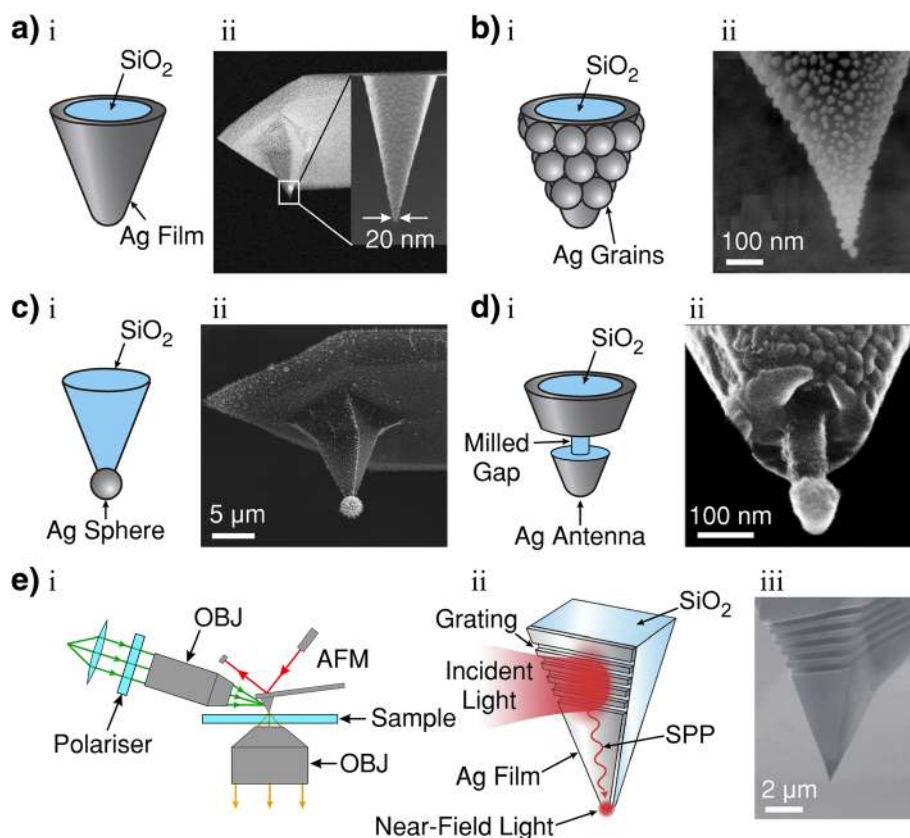 a) i
SiO2
Ag Film
ii
20 nm
b) i
SiO2
Ag Grains
ii
100 nm
c) i
SiO2
Ag Sphere
ii
5 μm
d) i
SiO2
Milled
Gap
Ag Antenna
ii
100 nm
e) i
OBJ
AFM
Sample
Polariser
OBJ
ii
SiO2
Grating
Incident
Light
SPP
Ag Film
Near-Field Light
iii
2 μm